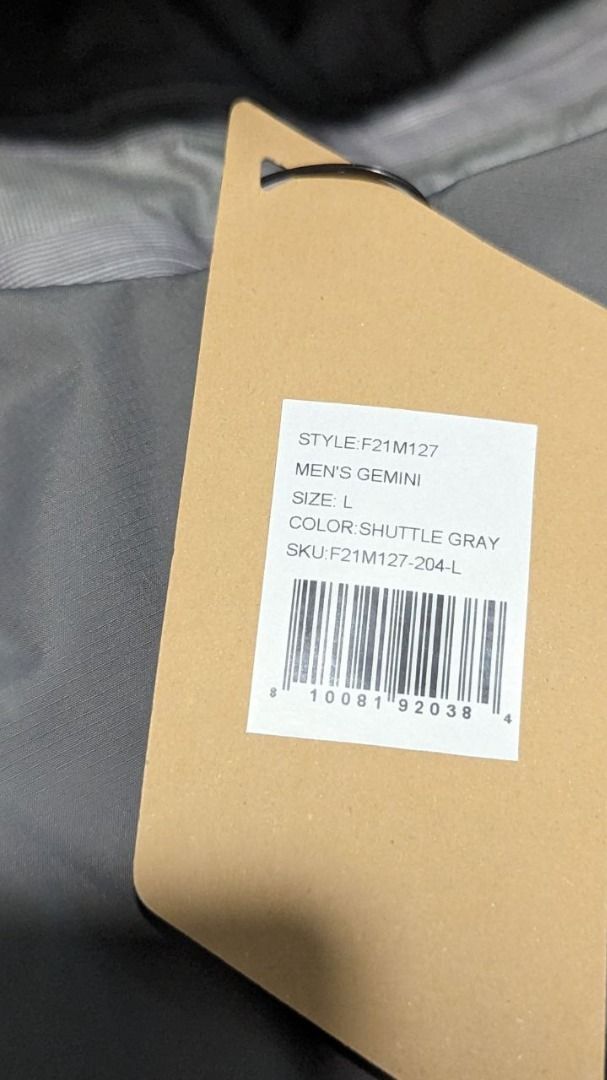 STYLE:F21M127
MEN'S GEMINI
SIZE: L
COLOR:SHUTTLE GRAY
SKU:F21M127-204-L
8 10081 92038 4